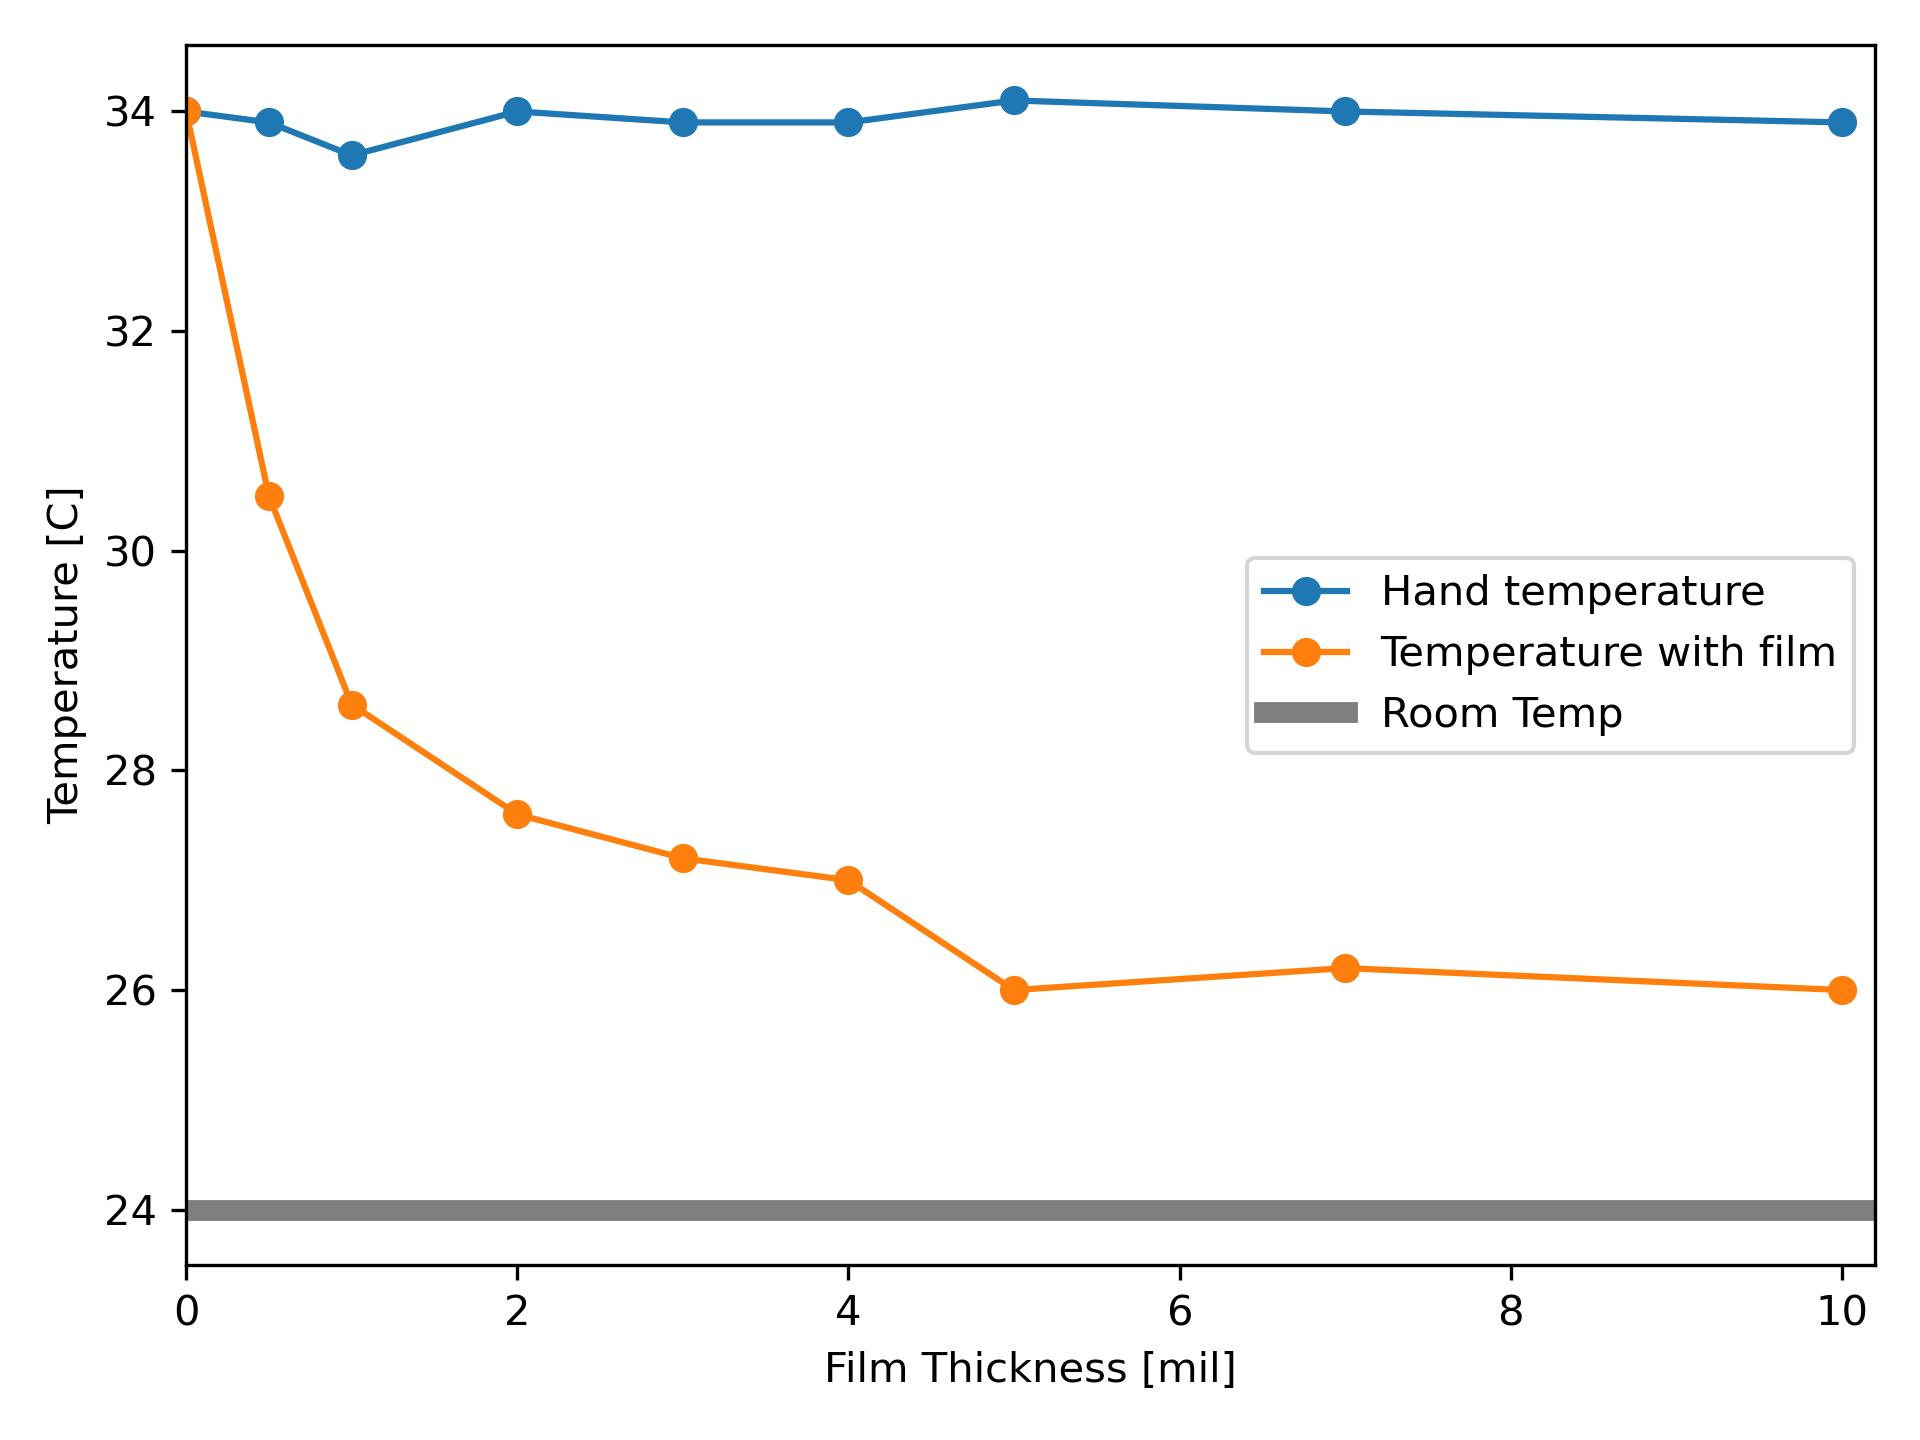 34
32
30
28
26
24
Temperature [C]
Hand temperature
Temperature with film
Room Temp
0 2 4 6 8 10
Film Thickness [mil]